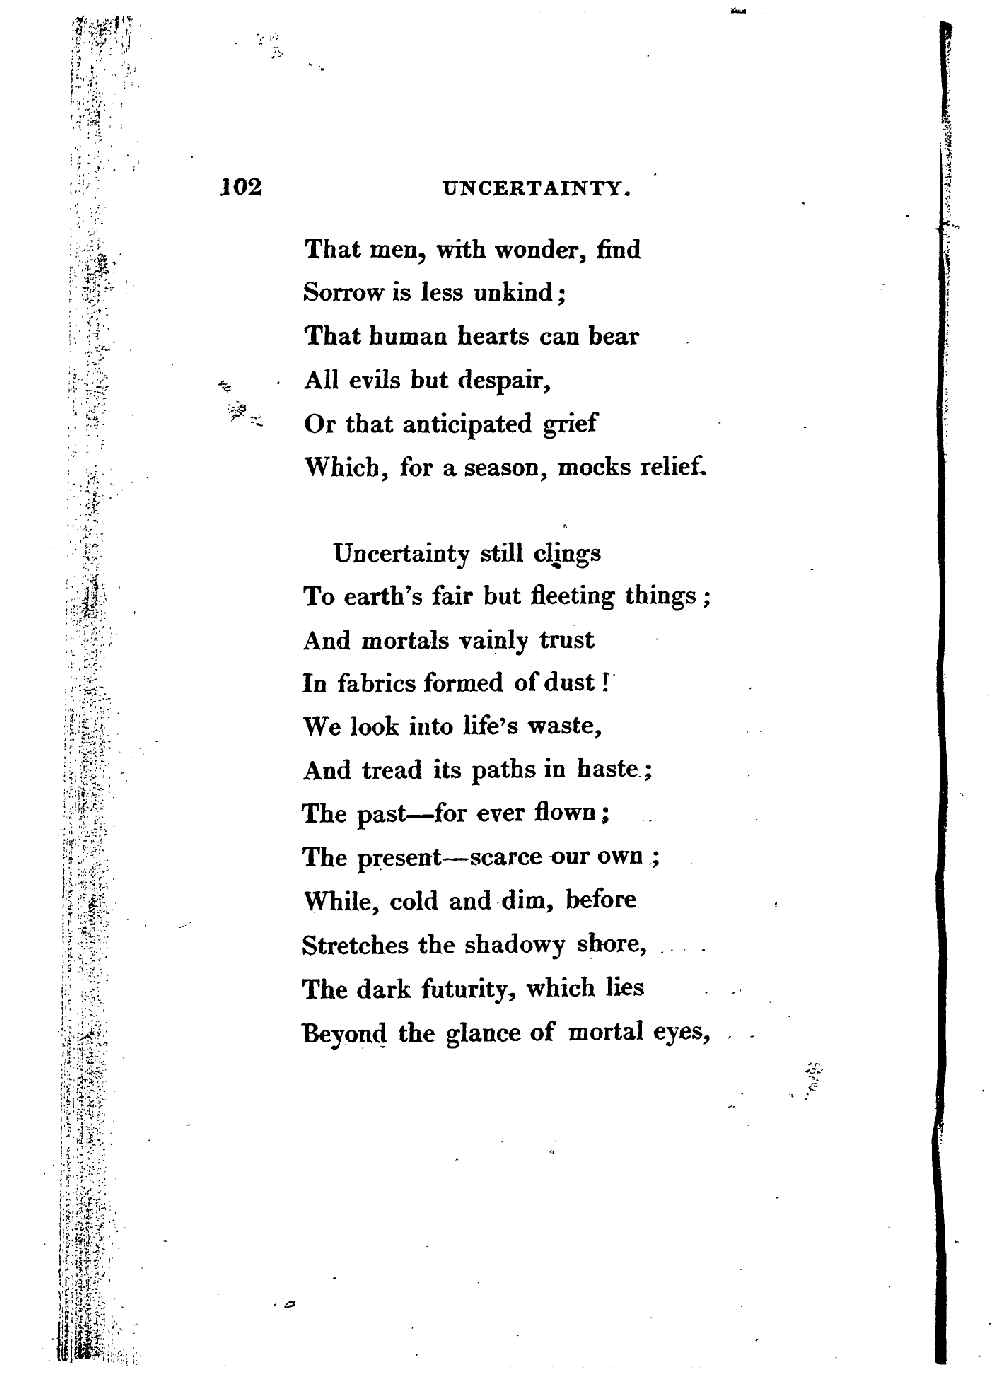 102 UNCERTAINTY.
That men, with wonder, find
Sorrow is less unkind;
That human hearts can bear
All evils but despair,
Or that anticipated grief
Which, for a season, mocks relief.
Uncertainty still clings
To earth's fair but fleeting things;
And mortals vainly trust
In fabrics formed of dust!
We look into life's waste,
And tread its paths in haste;
The past—for ever flown;
The present—scarce our own;
While, cold and dim, before
Stretches the shadowy shore,
The dark futurity, which lies
Beyond the glance of mortal eyes,